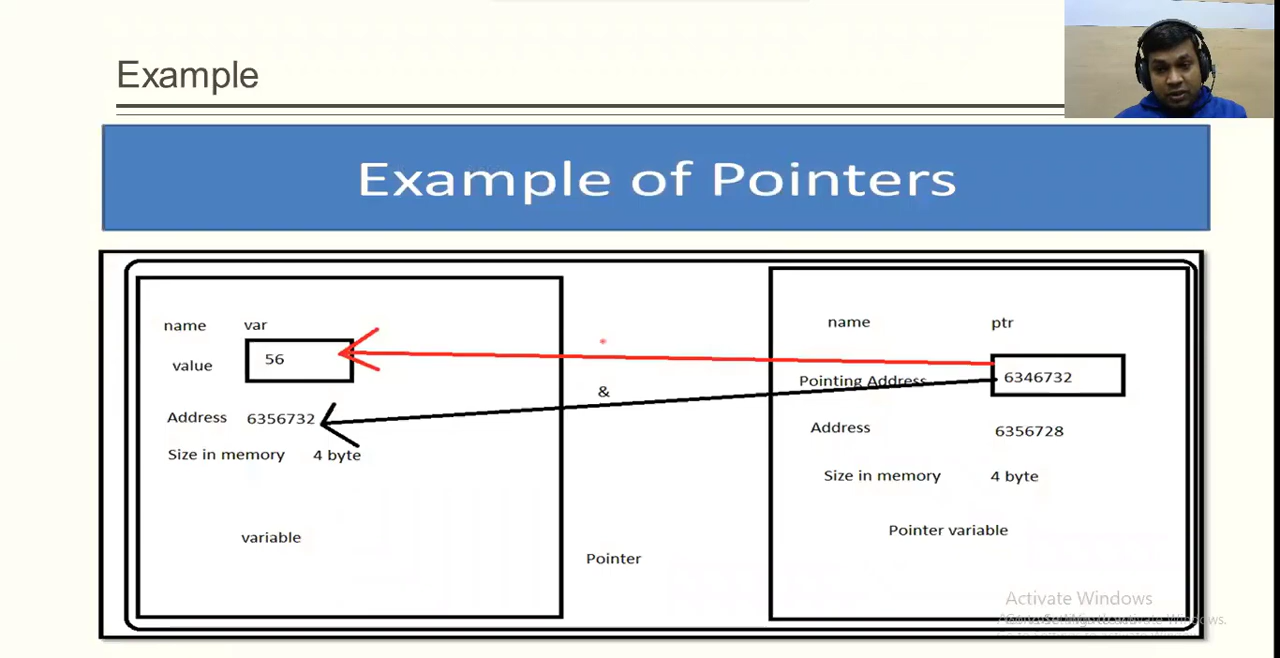 Example
Example of Pointers
name var
value 56
Address 6356732
Size in memory 4 byte
variable
*
&
Pointer
name ptr
Pointing Address 6346732
Address 6356728
Size in memory 4 byte
Pointer variable
Activate Windows